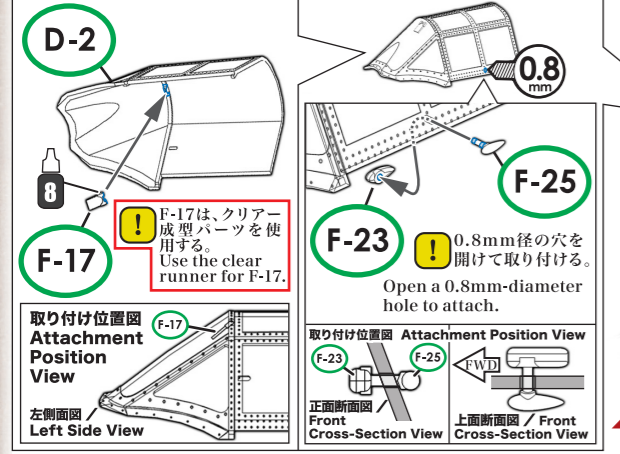 D-2
8
F-17
!
F-17は、クリアー
成型パーツを使
用する。
Use the clear
runner for F-17.
取り付け位置図
Attachment
Position
View
F-17
左側面図
Left Side View
0.8
mm
F-25
F-23
!
0.8mm径の穴を
開けて取り付ける。
Open a 0.8mm-diameter
hole to attach.
取り付け位置図 Attachment Position View
F-23
F-25
正面断面図 /
Front
Cross-Section View
FWD
上面断面図 / Front
Cross-Section View